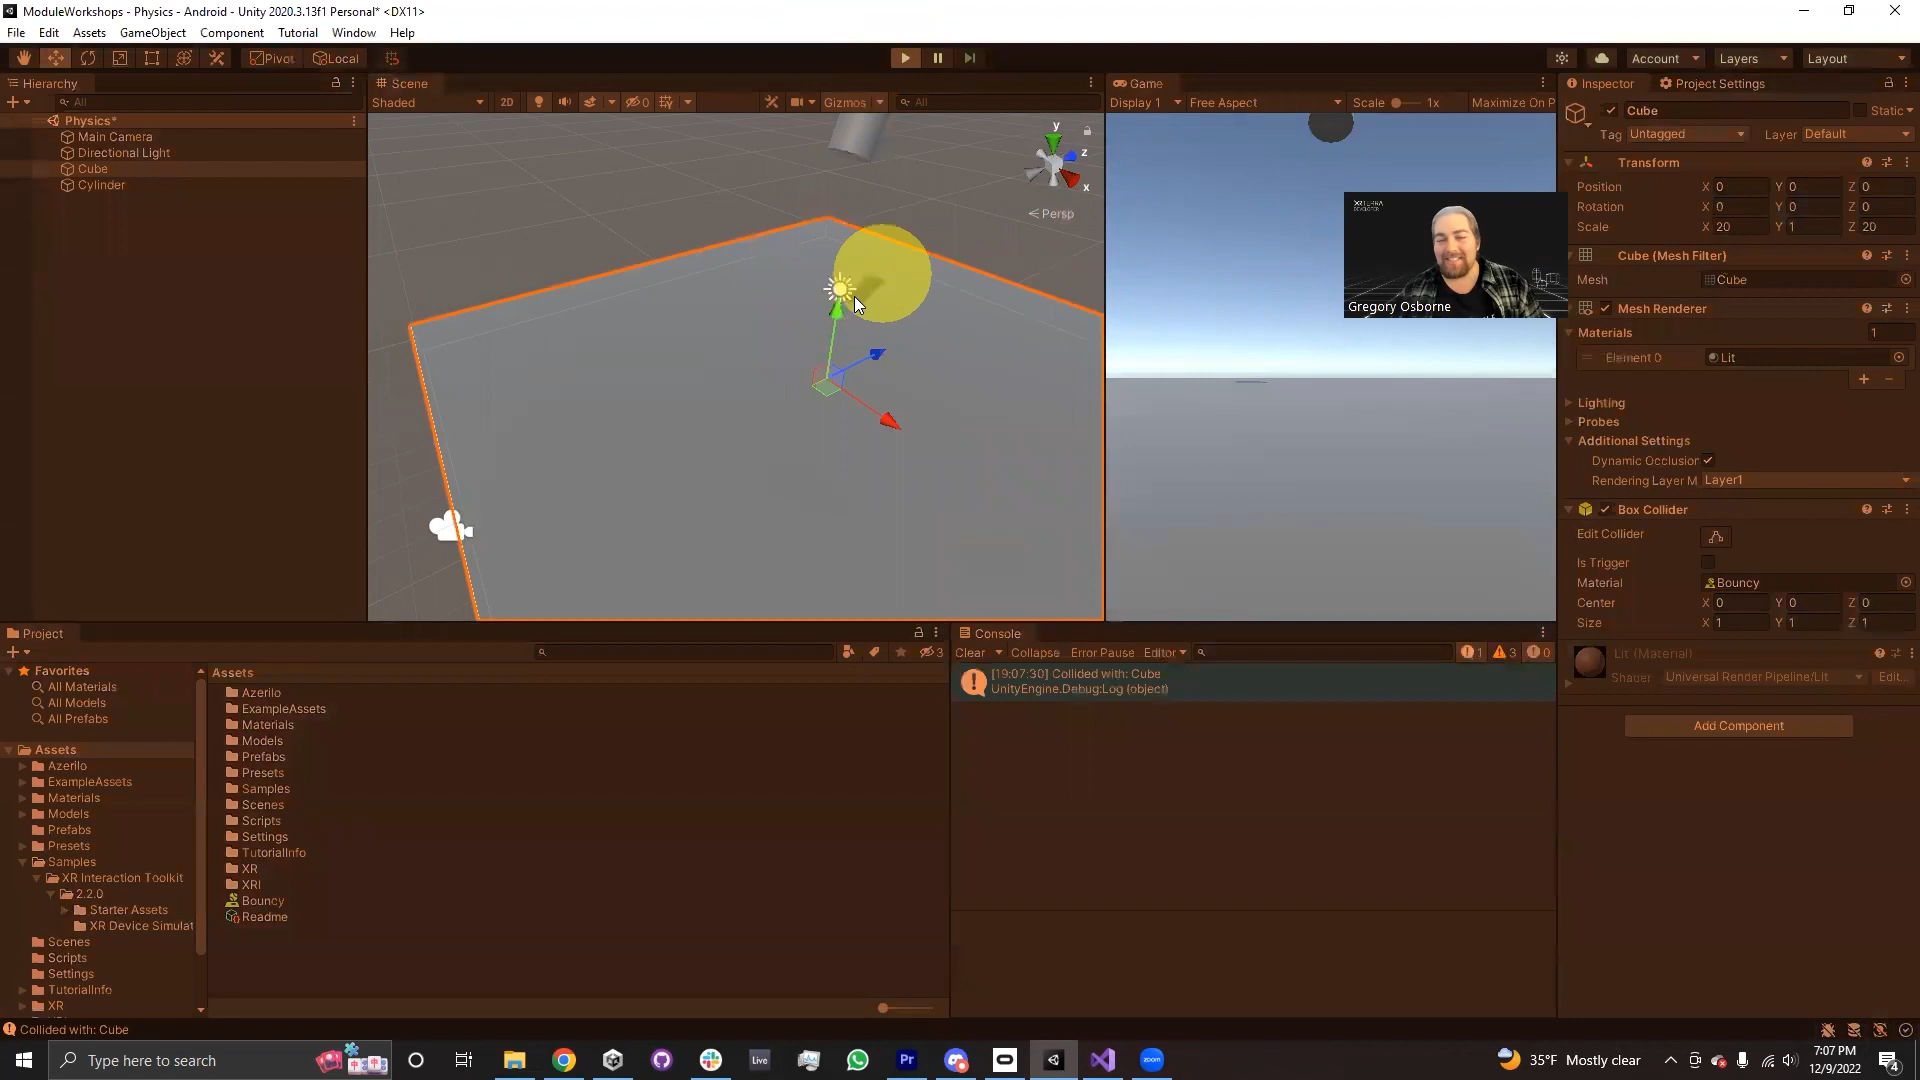 ModuleWorkshops - Physics - Android - Unity 2020.3.13f1 Personal* <DX11>
File Edit Assets GameObject Component Tutorial Window Help
Pivot Local Account Layers Layout
Hierarchy
All
Physics*
Main Camera
Directional Light
Cube
Cylinder
Scene
Shaded 2D 0 Gizmos All
y
z
x
Persp
Game
Display 1 Free Aspect Scale 1x Maximize On P
XRTERRA
DEVELOPER
Gregory Osborne
Inspector Project Settings
Cube Static
Tag Untagged Layer Default
Transform
Position X 0 Y 0 Z 0
Rotation X 0 Y 0 Z 0
Scale X 20 Y 1 Z 20
Cube (Mesh Filter)
Mesh Cube
Mesh Renderer
Materials 1
Element 0 Lit
Lighting
Probes
Additional Settings
Dynamic Occlusion
Rendering Layer M Layer1
Box Collider
Edit Collider
Is Trigger
Material Bouncy
Center X 0 Y 0 Z 0
Size X 1 Y 1 Z 1
Lit (Material)
Shader Universal Render Pipeline/Lit Edit...
Add Component
Project
3
Favorites
All Materials
All Models
All Prefabs
Assets
Azerilo
ExampleAssets
Materials
Models
Prefabs
Presets
Samples
XR Interaction Toolkit
2.2.0
Starter Assets
XR Device Simulat
Scenes
Scripts
Settings
TutorialInfo
XR
Assets
Azerilo
ExampleAssets
Materials
Models
Prefabs
Presets
Samples
Scenes
Scripts
Settings
TutorialInfo
XR
XRI
Bouncy
Readme
Console
Clear Collapse Error Pause Editor 1 3 0
[19:07:30] Collided with: Cube
UnityEngine.Debug:Log (object)
Collided with: Cube
Type here to search
Live
Pr
zoom
35°F Mostly clear
7:07 PM
12/9/2022
4